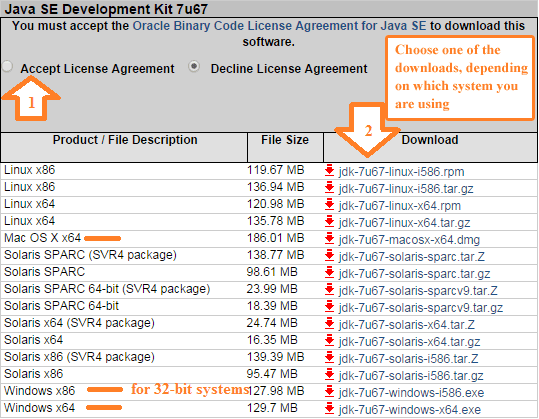 Java SE Development Kit 7u67
You must accept the Oracle Binary Code License Agreement for Java SE to download this
software.
Accept License Agreement Decline License Agreement
Choose one of the
downloads, depending
on which system you
are using
1
2
Product / File Description File Size Download
Linux x86 119.67 MB jdk-7u67-linux-i586.rpm
Linux x86 136.94 MB jdk-7u67-linux-i586.tar.gz
Linux x64 120.98 MB jdk-7u67-linux-x64.rpm
Linux x64 135.78 MB jdk-7u67-linux-x64.tar.gz
Mac OS X x64 186.01 MB jdk-7u67-macosx-x64.dmg
Solaris SPARC (SVR4 package) 138.77 MB jdk-7u67-solaris-sparc.tar.Z
Solaris SPARC 98.61 MB jdk-7u67-solaris-sparc.tar.gz
Solaris SPARC 64-bit (SVR4 package) 23.99 MB jdk-7u67-solaris-sparcv9.tar.Z
Solaris SPARC 64-bit 18.39 MB jdk-7u67-solaris-sparcv9.tar.gz
Solaris x64 (SVR4 package) 24.74 MB jdk-7u67-solaris-x64.tar.Z
Solaris x64 16.35 MB jdk-7u67-solaris-x64.tar.gz
Solaris x86 (SVR4 package) 139.39 MB jdk-7u67-solaris-i586.tar.Z
Solaris x86 95.47 MB jdk-7u67-solaris-i586.tar.gz
Windows x86 for 32-bit systems 127.98 MB jdk-7u67-windows-i586.exe
Windows x64 129.7 MB jdk-7u67-windows-x64.exe